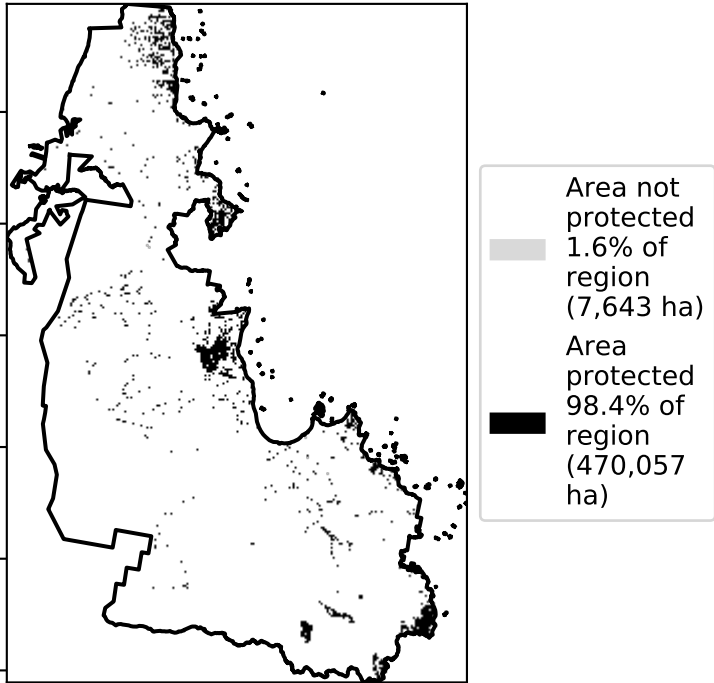 Area not
protected
1.6% of
region
(7,643 ha)
Area
protected
98.4% of
region
(470,057
ha)